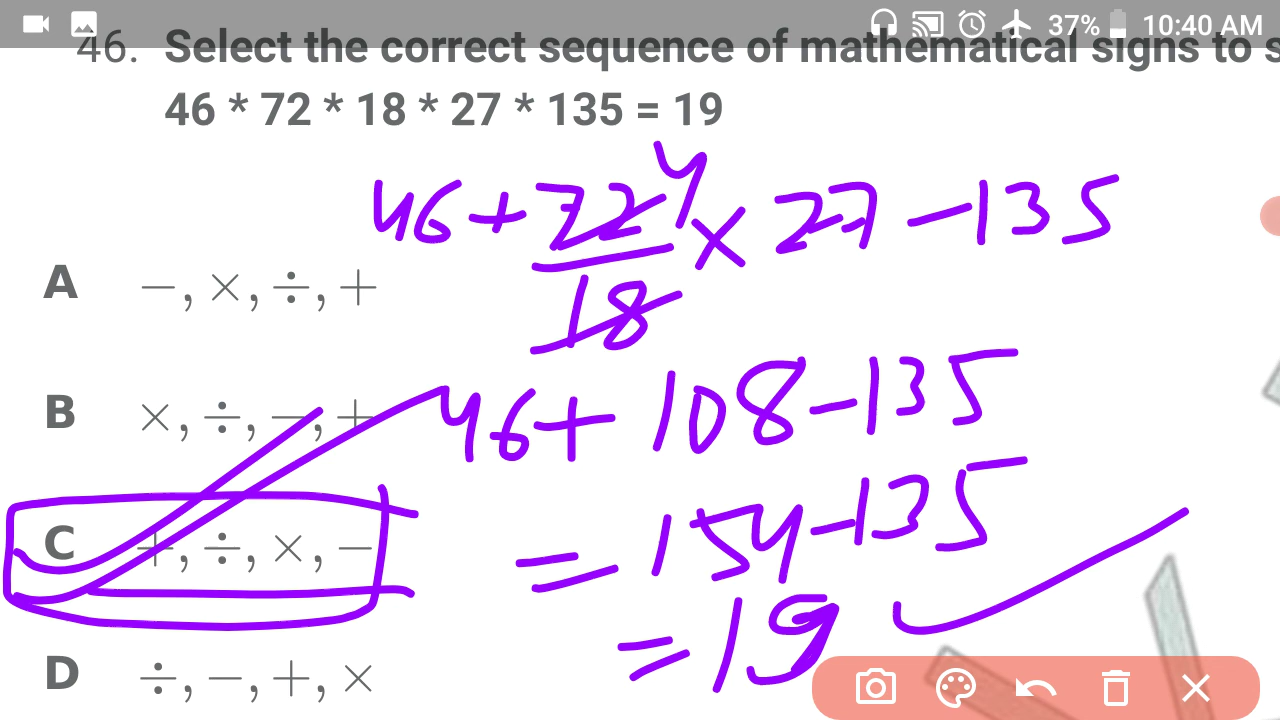 37% 10:40 AM
46. Select the correct sequence of mathematical signs to s
46 * 72 * 18 * 27 * 135 = 19
46 + 72/18 4 × 27 - 135
A −, ×, ÷, +
46 + 108 - 135
B ×, ÷, −, +
= 154 - 135
C +, ÷, ×, −
= 19
D ÷, −, +, ×